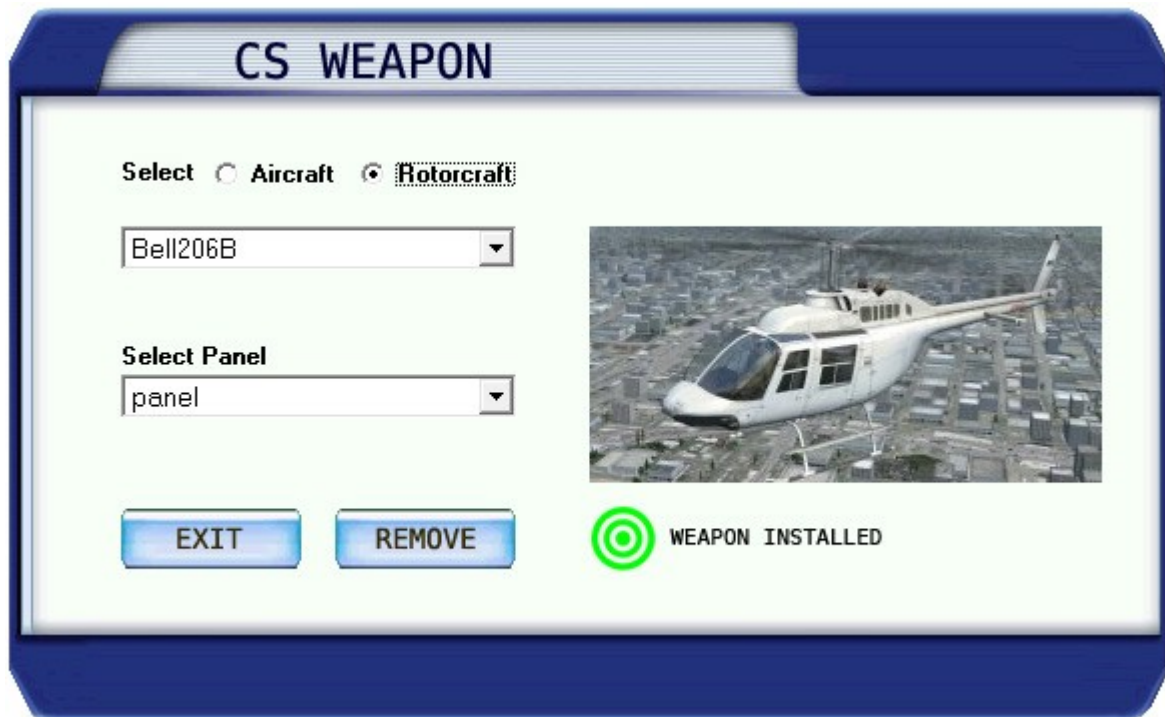 CS WEAPON
Select Aircraft Rotorcraft
Bell206B
Select Panel
panel
EXIT REMOVE WEAPON INSTALLED